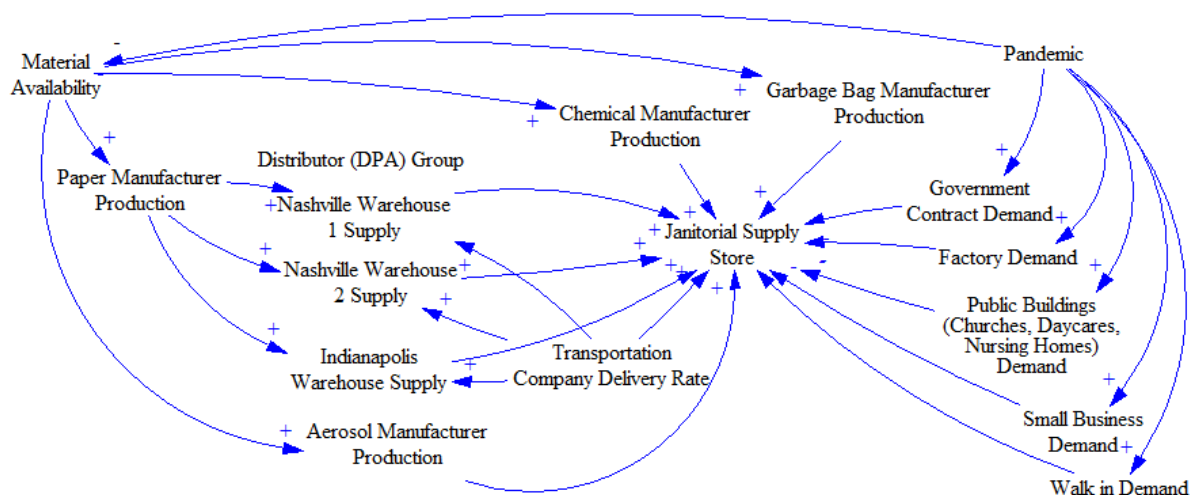 Material
Availability
-
Pandemic
+
Garbage Bag Manufacturer
Production
+
Chemical Manufacturer
Production
+
Distributor (DPA) Group
Paper Manufacturer
Production
+
Nashville Warehouse
1 Supply
+
Nashville Warehouse
2 Supply
+
+
+
Indianapolis
Warehouse Supply
+
+
Aerosol Manufacturer
Production
+
Transportation
Company Delivery Rate
Janitorial Supply
Store
+
+
+
+
+
+
+
-
-
-
+
Government
Contract Demand
+
Factory Demand
+
Public Buildings
(Churches, Daycares,
Nursing Homes)
Demand
+
Small Business
Demand
+
Walk in Demand